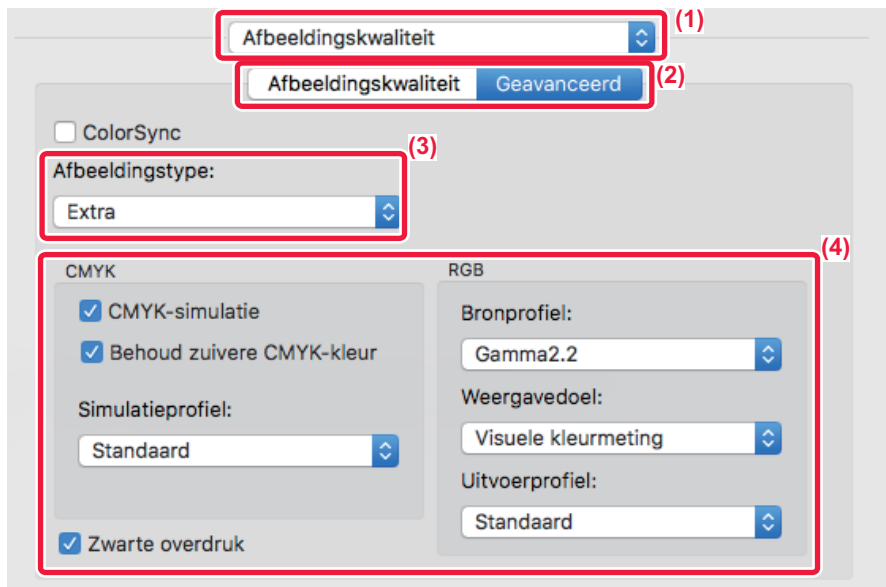 Afbeeldingskwaliteit
(1)
Afbeeldingskwaliteit Geavanceerd
(2)
ColorSync
(3)
Afbeeldingstype:
Extra
(4)
CMYK
CMYK-simulatie
Behoud zuivere CMYK-kleur
Simulatieprofiel:
Standaard
Zwarte overdruk
RGB
Bronprofiel:
Gamma2.2
Weergavedoel:
Visuele kleurmeting
Uitvoerprofiel:
Standaard